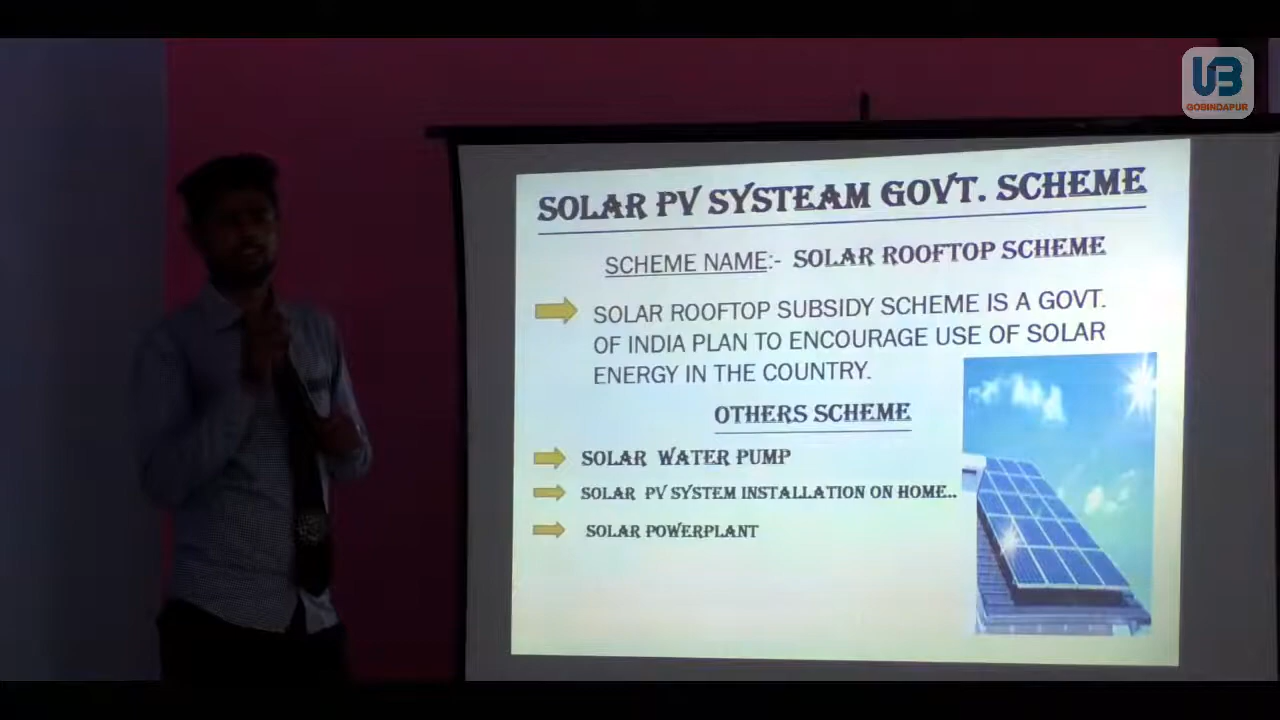 UB
GOBINDAPUR
SOLAR PV SYSTEAM GOVT. SCHEME
SCHEME NAME:- SOLAR ROOFTOP SCHEME
SOLAR ROOFTOP SUBSIDY SCHEME IS A GOVT.
OF INDIA PLAN TO ENCOURAGE USE OF SOLAR
ENERGY IN THE COUNTRY.
OTHERS SCHEME
SOLAR WATER PUMP
SOLAR PV SYSTEM INSTALLATION ON HOME..
SOLAR POWERPLANT